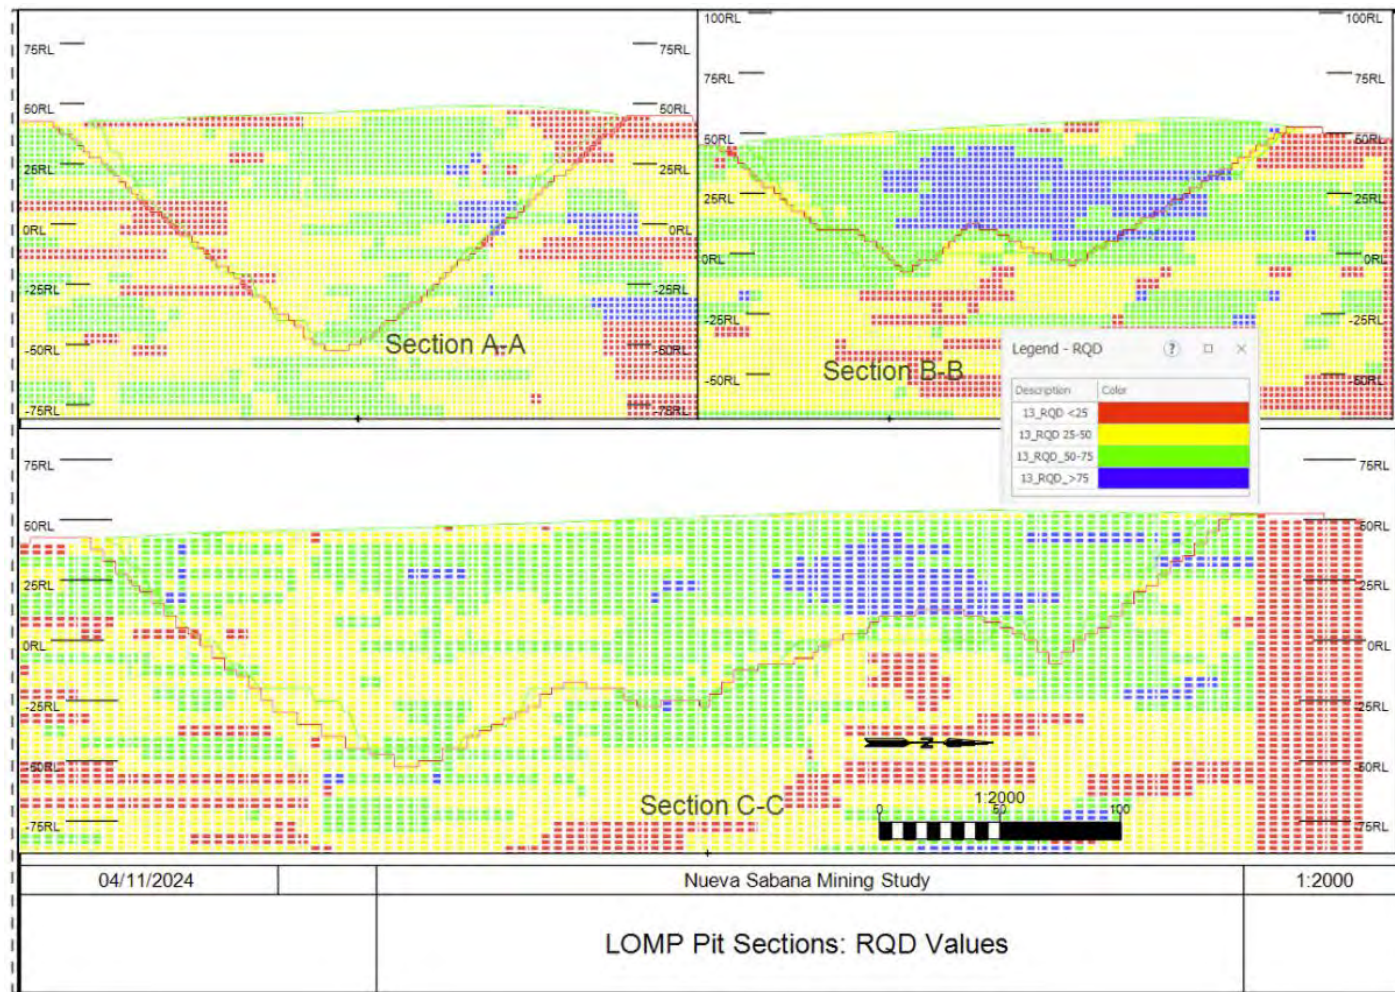 100RL
100RL
75RL
75RL
75RL
75RL
50RL
50RL
50RL
50RL
25RL
25RL
25RL
25RL
0RL
0RL
0RL
0RL
-25RL
-25RL
-25RL
-25RL
-50RL
-50RL
-50RL
-50RL
-75RL
-75RL
Section A-A
Section B-B
Legend - RQD
Description Color
13_RQD <25
13_RQD 25-50
13_RQD_50-75
13_RQD_>75
75RL
75RL
50RL
50RL
25RL
25RL
0RL
0RL
-25RL
-25RL
-50RL
-50RL
-75RL
-75RL
N
Section C-C
1:2000
0 50 100
04/11/2024 Nueva Sabana Mining Study 1:2000
LOMP Pit Sections: RQD Values